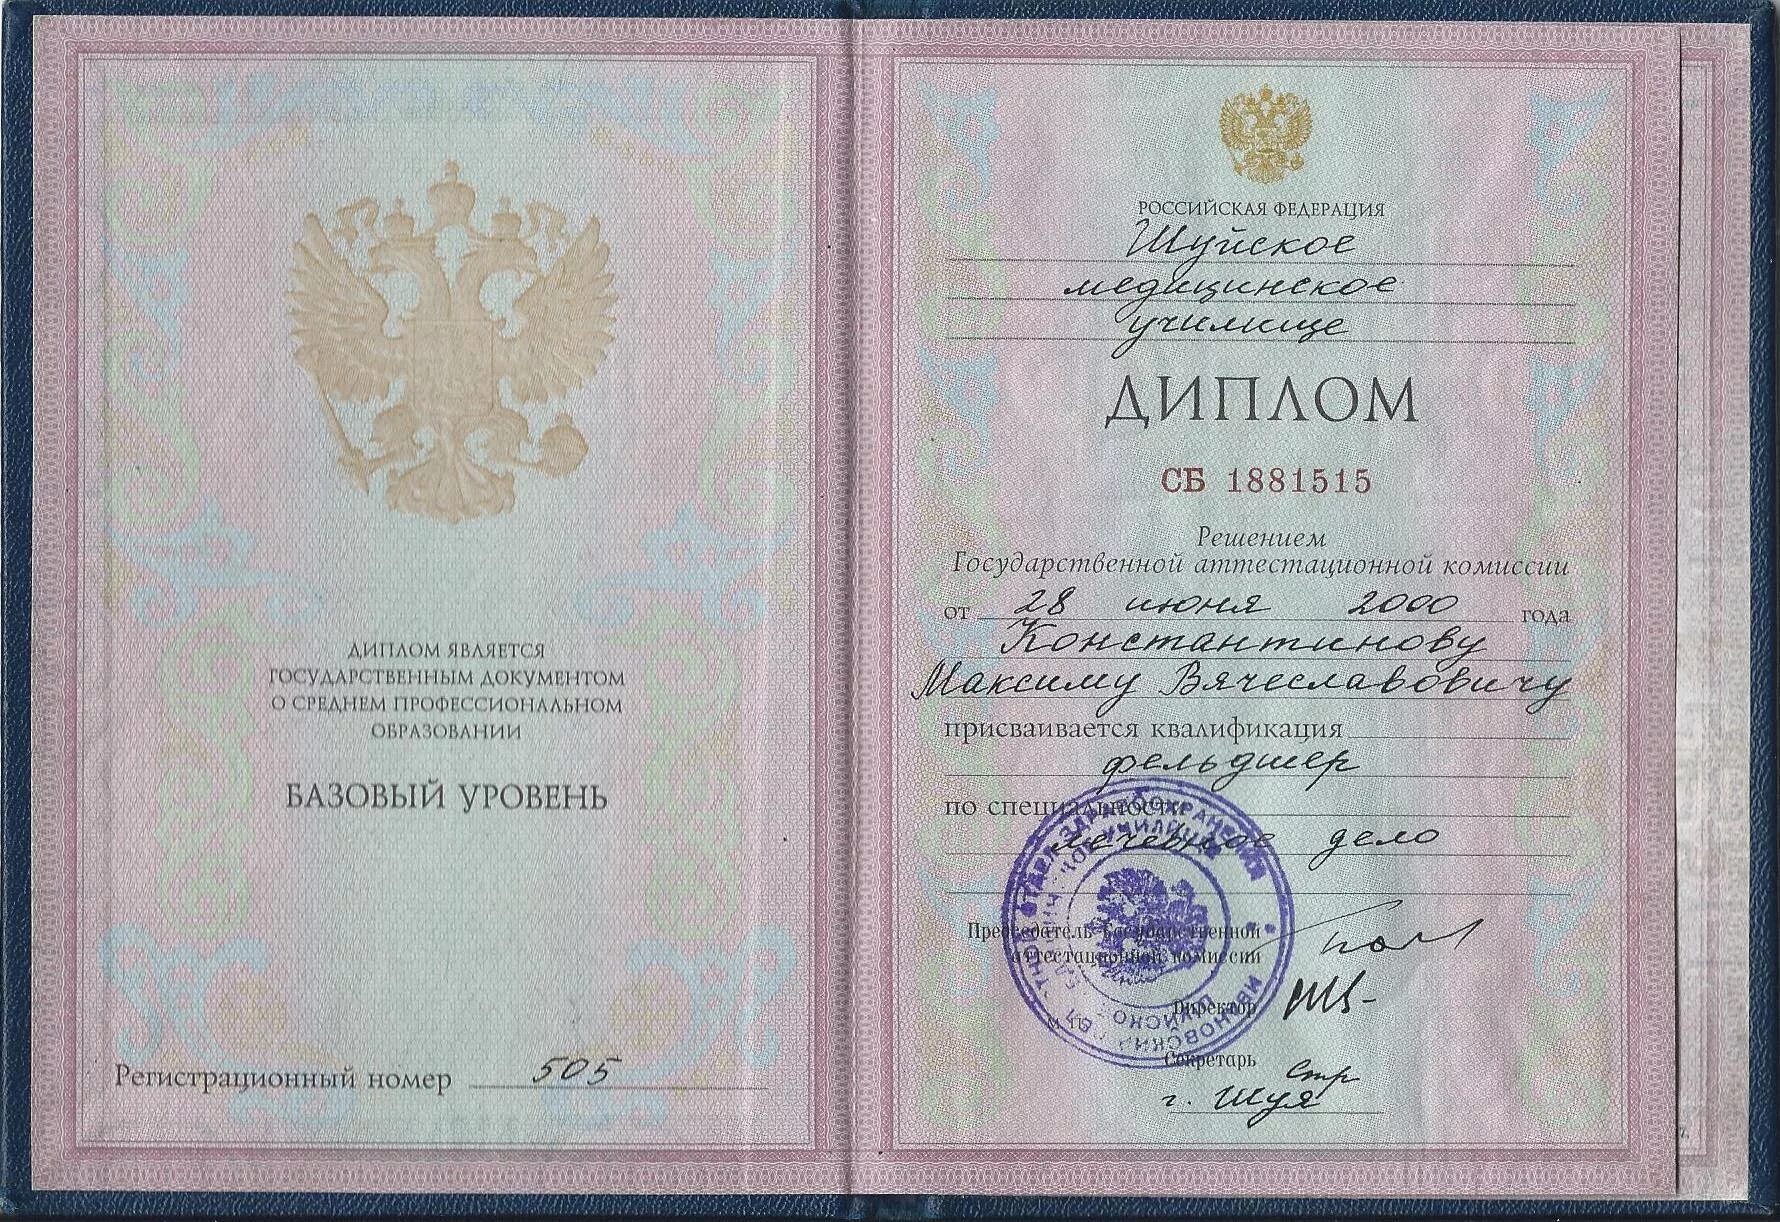 ДИПЛОМ ЯВЛЯЕТСЯ
ГОСУДАРСТВЕННЫМ ДОКУМЕНТОМ
О СРЕДНЕМ ПРОФЕССИОНАЛЬНОМ
ОБРАЗОВАНИИ
БАЗОВЫЙ УРОВЕНЬ
Регистрационный номер 505
РОССИЙСКАЯ ФЕДЕРАЦИЯ
Шуйское
медицинское
училище
ДИПЛОМ
СБ 1881515
Решением
Государственной аттестационной комиссии
от 28 июня 2000 года
Константинову
Максиму Вячеславовичу
присваивается квалификация
фельдшер
по специальности
лечебное дело
Председатель Государственной
аттестационной комиссии
Директор
Секретарь
г. Шуя
ОТДЕЛ ЗДРАВООХРАНЕНИЯ